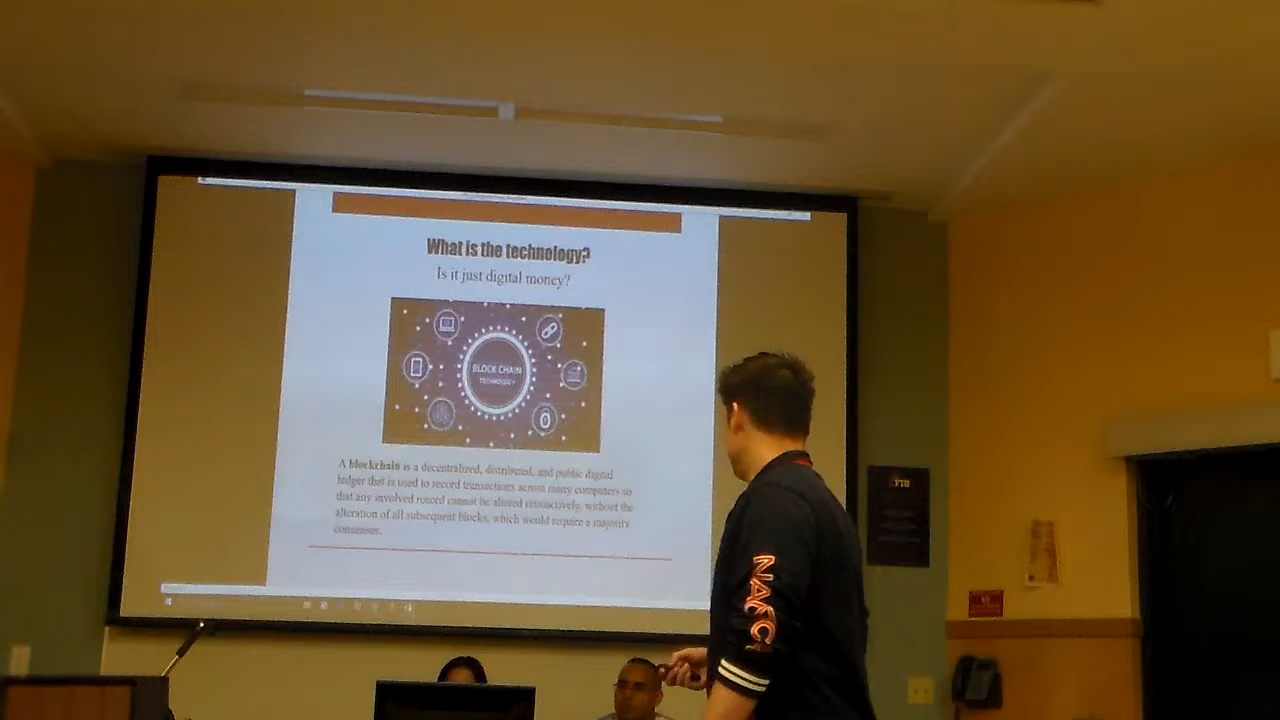 What is the technology?
Is it just digital money?
BLOCK CHAIN
TECHNOLOGY
A blockchain is a decentralized, distributed, and public digital
ledger that is used to record transactions across many computers so
that any involved record cannot be altered retroactively, without the
alteration of all subsequent blocks, which would require a majority
consensus.